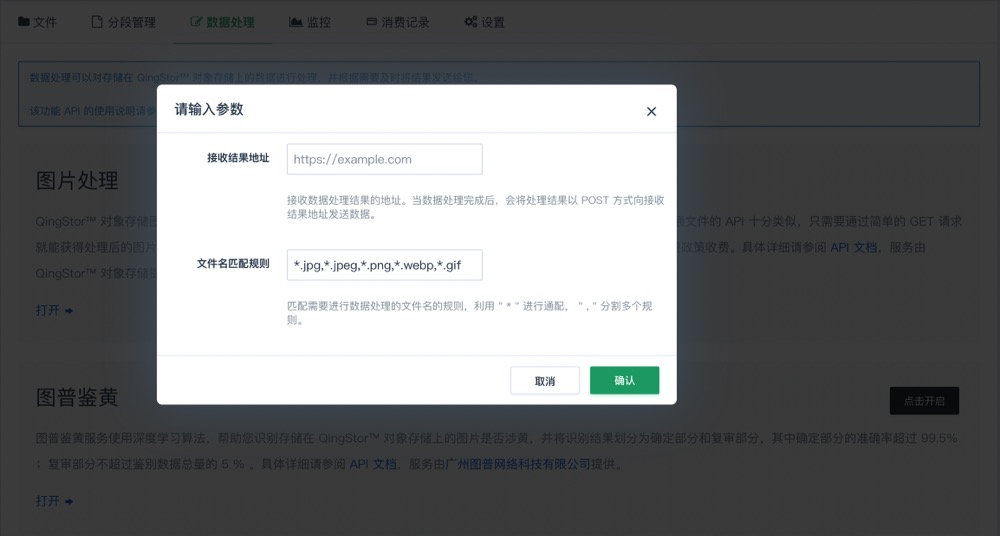 文件
分段管理
数据处理
监控
消费记录
设置
数据处理可以对存储在 QingStor™ 对象存储上的数据进行处理，并根据需要及时将结果发送给您。
该功能 API 的使用说明请参
请输入参数
×
接收结果地址
https://example.com
接收数据处理结果的地址。当数据处理完成后，会将处理结果以 POST 方式向接收
结果地址发送数据。
文件名匹配规则
*.jpg,*.jpeg,*.png,*.webp,*.gif
匹配需要进行数据处理的文件名的规则，利用 "*" 进行通配， "," 分割多个规
则。
取消
确认
图片处理
QingStor™ 对象存储图
文件的 API 十分类似，只需要通过简单的 GET 请求
就能获得处理后的图片
政策收费。具体详细请参阅 API 文档，服务由
QingStor™ 对象存储
打开
图普鉴黄
点击开启
图普鉴黄服务使用深度学习算法，帮助您识别存储在 QingStor™ 对象存储上的图片是否涉黄，并将识别结果划分为确定部分和复审部分，其中确定部分的准确率超过 99.5%
；复审部分不超过鉴别数据总量的 5 % 。具体详细请参阅 API 文档，服务由广州图普网络科技有限公司提供。
打开